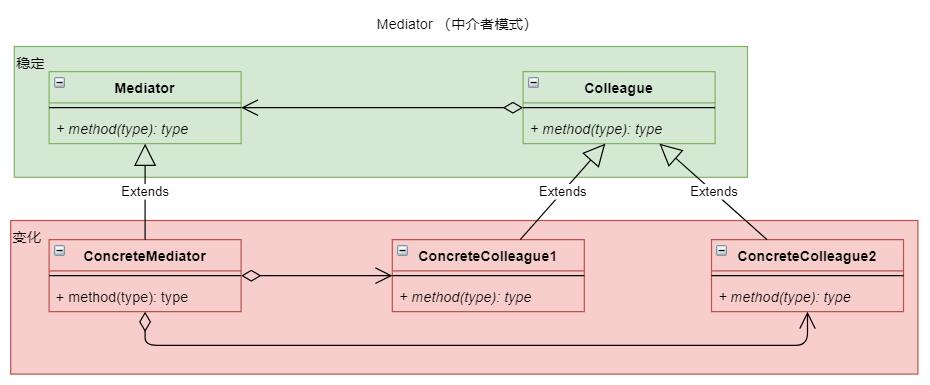 Mediator （中介者模式）
稳定
Mediator
+ method(type): type
Colleague
+ method(type): type
Extends
Extends
Extends
变化
ConcreteMediator
+ method(type): type
ConcreteColleague1
+ method(type): type
ConcreteColleague2
+ method(type): type